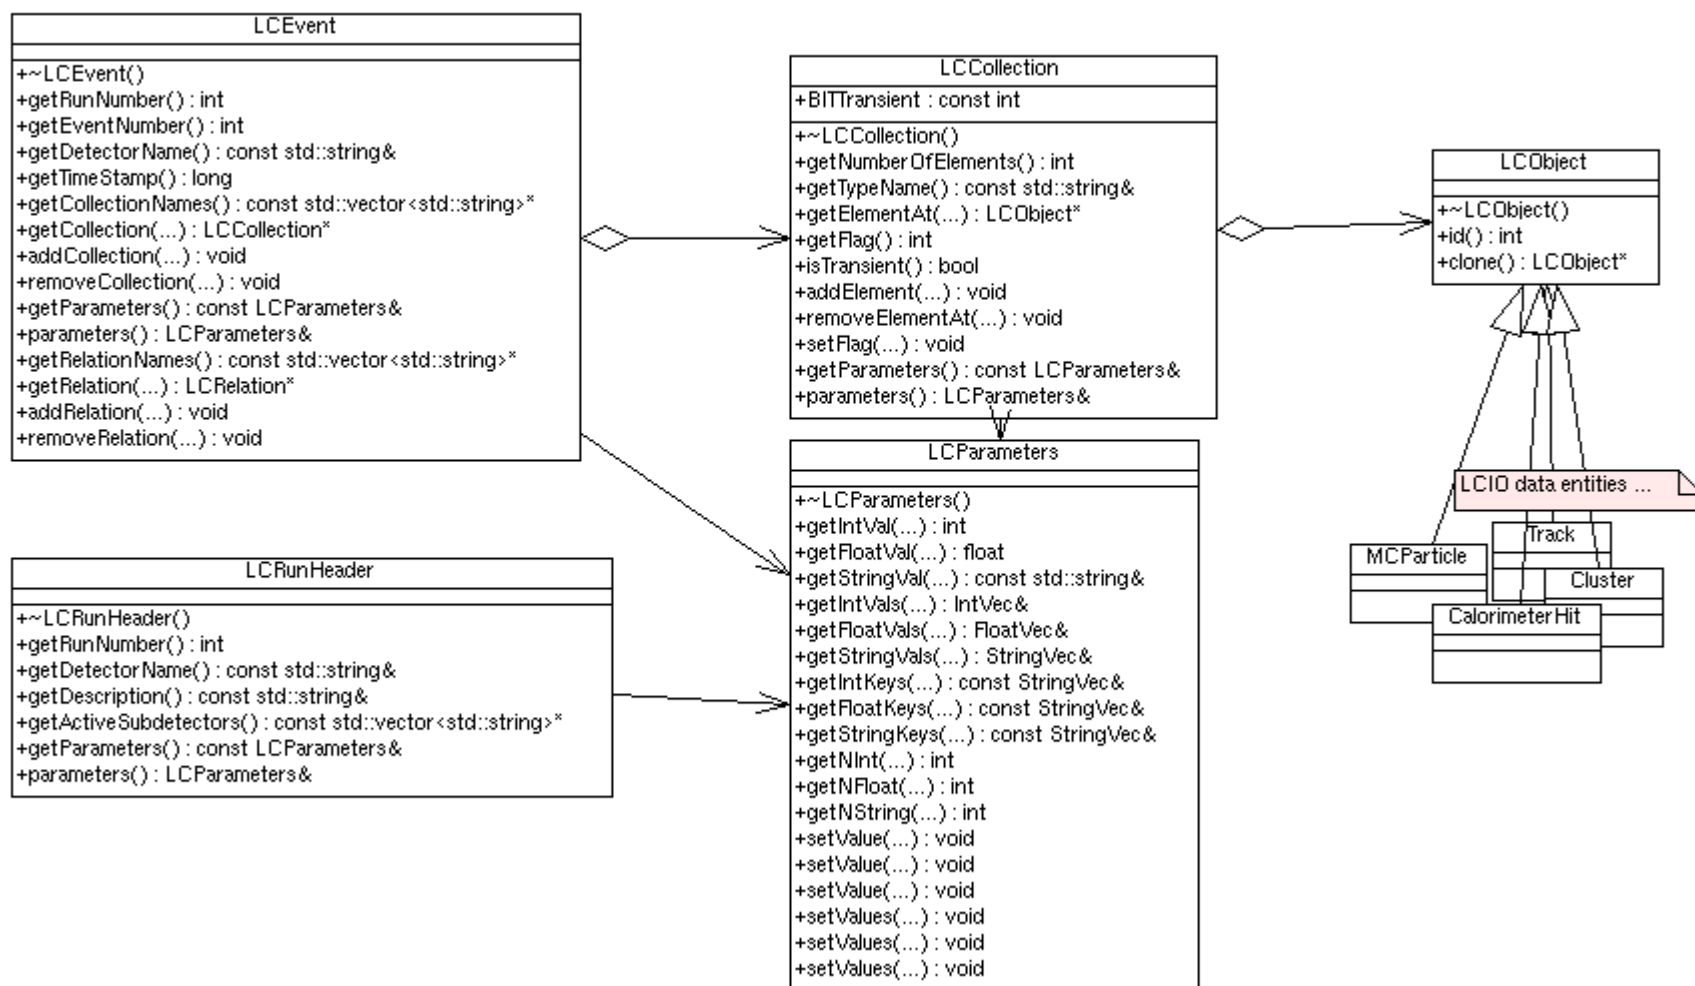 LCEvent
+~LCEvent()
+getRunNumber() : int
+getEventNumber() : int
+getDetectorName() : const std::string&
+getTimeStamp() : long
+getCollectionNames() : const std::vector<std::string>*
+getCollection(...) : LCCollection*
+addCollection(...) : void
+removeCollection(...) : void
+getParameters() : const LCParameters&
+parameters() : LCParameters&
+getRelationNames() : const std::vector<std::string>*
+getRelation(...) : LCRelation*
+addRelation(...) : void
+removeRelation(...) : void
LCCollection
+BITTransient : const int
+~LCCollection()
+getNumberOfElements() : int
+getTypeName() : const std::string&
+getElementAt(...) : LCObject*
+getFlag() : int
+isTransient() : bool
+addElement(...) : void
+removeElementAt(...) : void
+setFlag(...) : void
+getParameters() : const LCParameters&
+parameters() : LCParameters&
LCObject
+~LCObject()
+id() : int
+clone() : LCObject*
LCRunHeader
+~LCRunHeader()
+getRunNumber() : int
+getDetectorName() : const std::string&
+getDescription() : const std::string&
+getActiveSubdetectors() : const std::vector<std::string>*
+getParameters() : const LCParameters&
+parameters() : LCParameters&
LCParameters
+~LCParameters()
+getIntVal(...) : int
+getFloatVal(...) : float
+getStringVal(...) : const std::string&
+getIntVals(...) : IntVec&
+getFloatVals(...) : FloatVec&
+getStringVals(...) : StringVec&
+getIntKeys(...) : const StringVec&
+getFloatKeys(...) : const StringVec&
+getStringKeys(...) : const StringVec&
+getNInt(...) : int
+getNFloat(...) : int
+getNString(...) : int
+setValue(...) : void
+setValue(...) : void
+setValue(...) : void
+setValues(...) : void
+setValues(...) : void
+setValues(...) : void
LCIO data entities ...
Track
MCParticle
Cluster
CalorimeterHit